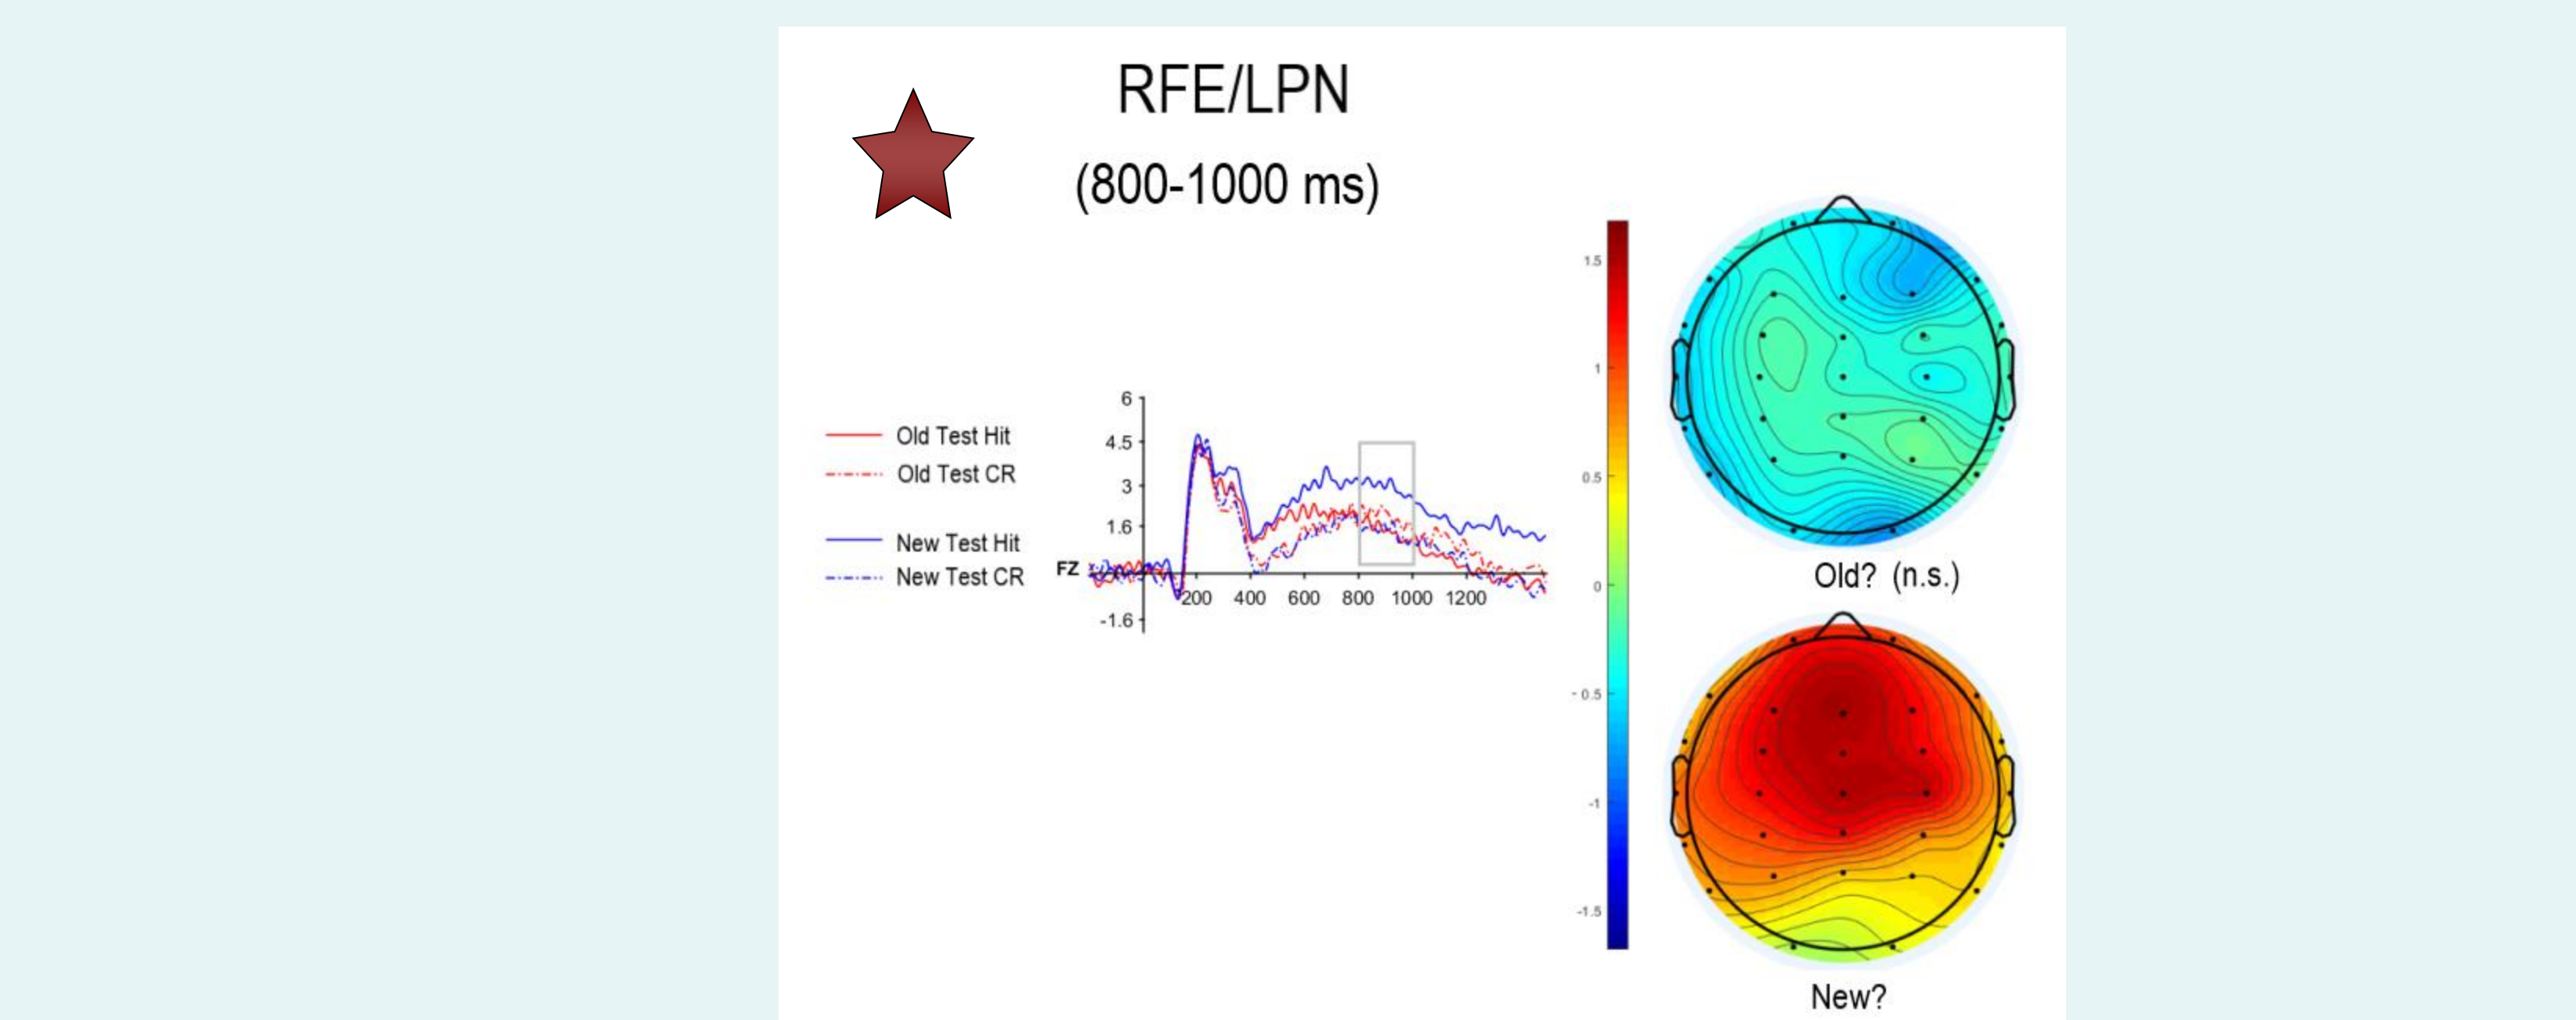 RFE/LPN
(800-1000 ms)
Old Test Hit
Old Test CR
New Test Hit
New Test CR
FZ
6
4.5
3
1.6
-1.6
200 400 600 800 1000 1200
1.5
1
0.5
0
- 0.5
-1
-1.5
Old? (n.s.)
New?